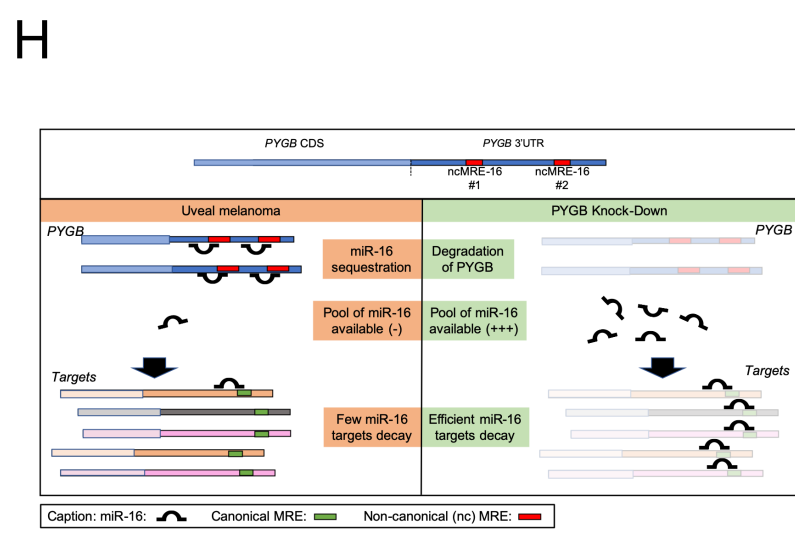 H
PYGB CDS
PYGB 3'UTR
ncMRE-16
#1
ncMRE-16
#2
Uveal melanoma
PYGB Knock-Down
PYGB
PYGB
miR-16
sequestration
Degradation
of PYGB
Pool of miR-16
available (-)
Pool of miR-16
available (+++)
Targets
Targets
Few miR-16
targets decay
Efficient miR-16
targets decay
Caption: miR-16:
Canonical MRE:
Non-canonical (nc) MRE: